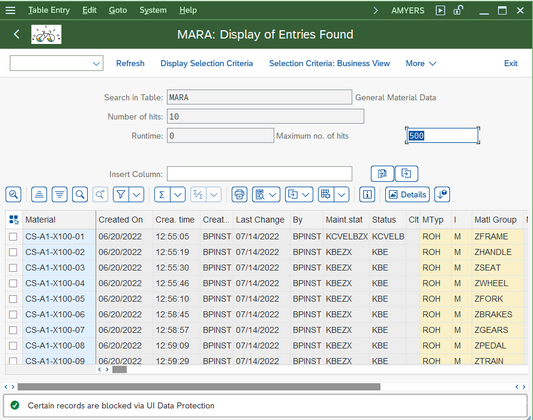 Table Entry Edit Goto System Help AMYERS
MARA: Display of Entries Found
Refresh Display Selection Criteria Selection Criteria: Business View More Exit
Search in Table: MARA General Material Data
Number of hits: 10
Runtime: 0 Maximum no. of hits 500
Insert Column:
Details
Material Created On Crea. time Creat.. Last Change By Maint.stat Status Clt MTyp I Matl Group
CS-A1-X100-01 06/20/2022 12:55:05 BPINST 07/14/2022 BPINST KCVELBZX KCVELB ROH M ZFRAME
CS-A1-X100-02 06/20/2022 12:55:19 BPINST 07/14/2022 BPINST KBEZX KBE ROH M ZHANDLE
CS-A1-X100-03 06/20/2022 12:55:30 BPINST 07/14/2022 BPINST KBEZX KBE ROH M ZSEAT
CS-A1-X100-04 06/20/2022 12:55:46 BPINST 07/14/2022 BPINST KBEZX KBE ROH M ZWHEEL
CS-A1-X100-05 06/20/2022 12:56:10 BPINST 07/14/2022 BPINST KBEZX KBE ROH M ZFORK
CS-A1-X100-06 06/20/2022 12:58:45 BPINST 07/14/2022 BPINST KBEZX KBE ROH M ZBRAKES
CS-A1-X100-07 06/20/2022 12:58:57 BPINST 07/14/2022 BPINST KBEZX KBE ROH M ZGEARS
CS-A1-X100-08 06/20/2022 12:59:09 BPINST 07/14/2022 BPINST KBEZX KBE ROH M ZPEDAL
CS-A1-X100-09 06/20/2022 12:59:29 BPINST 07/14/2022 BPINST KBEZX KBE ROH M ZTRAIN
Certain records are blocked via UI Data Protection